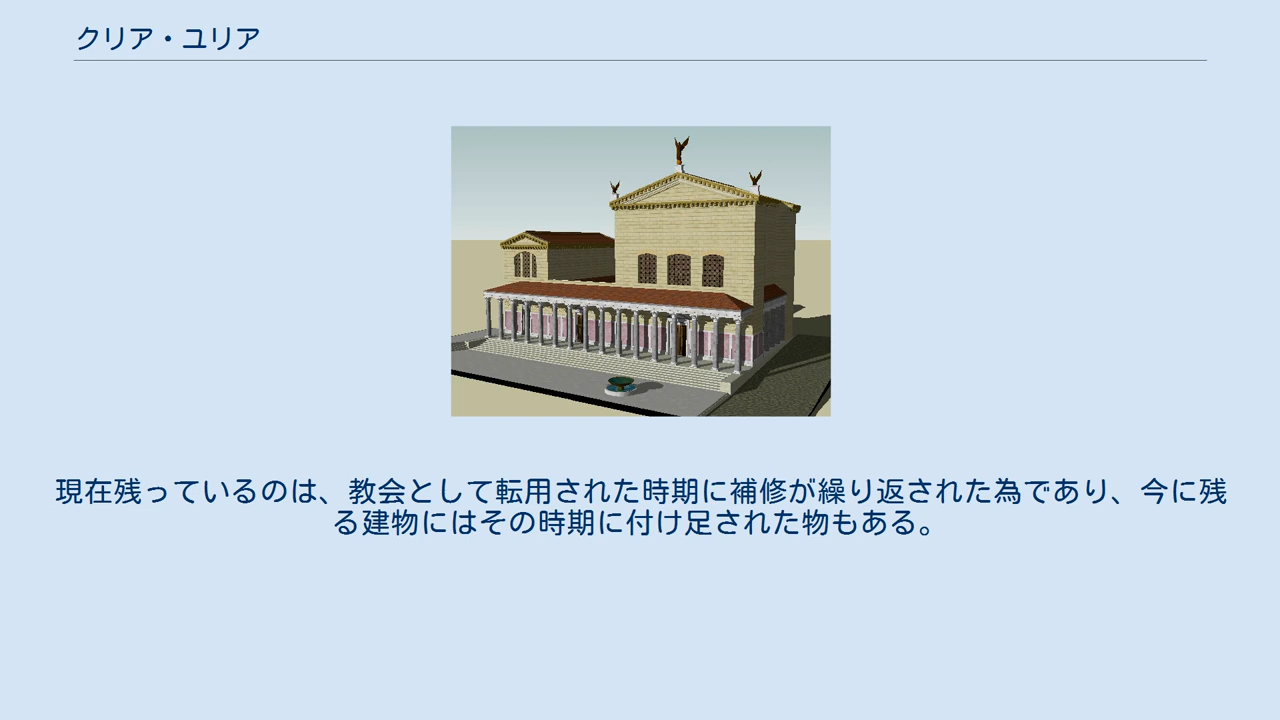 クリア・ユリア
現在残っているのは、教会として転用された時期に補修が繰り返された為であり、今に残
る建物にはその時期に付け足された物もある。